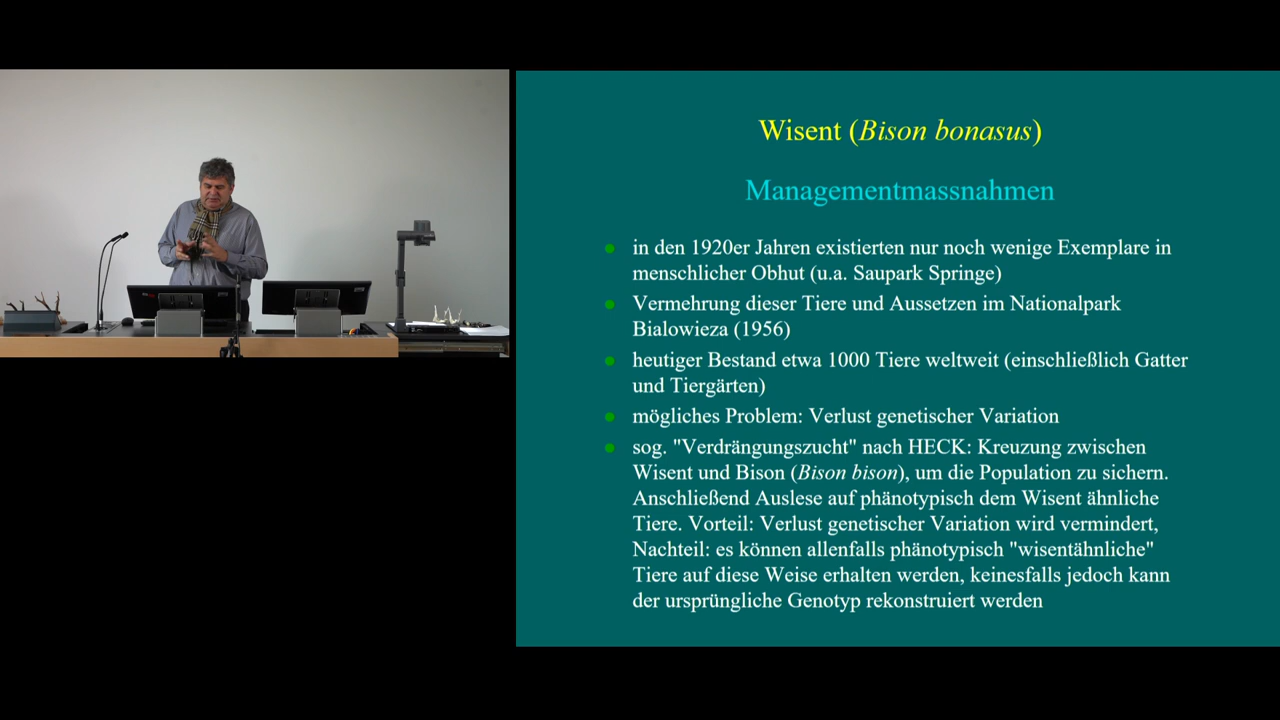 Wisent (Bison bonasus)
Managementmassnahmen
in den 1920er Jahren existierten nur noch wenige Exemplare in
menschlicher Obhut (u.a. Saupark Springe)
Vermehrung dieser Tiere und Aussetzen im Nationalpark
Bialowieza (1956)
heutiger Bestand etwa 1000 Tiere weltweit (einschließlich Gatter
und Tiergärten)
mögliches Problem: Verlust genetischer Variation
sog. "Verdrängungszucht" nach HECK: Kreuzung zwischen
Wisent und Bison (Bison bison), um die Population zu sichern.
Anschließend Auslese auf phänotypisch dem Wisent ähnliche
Tiere. Vorteil: Verlust genetischer Variation wird vermindert,
Nachteil: es können allenfalls phänotypisch "wisentähnliche"
Tiere auf diese Weise erhalten werden, keinesfalls jedoch kann
der ursprüngliche Genotyp rekonstruiert werden